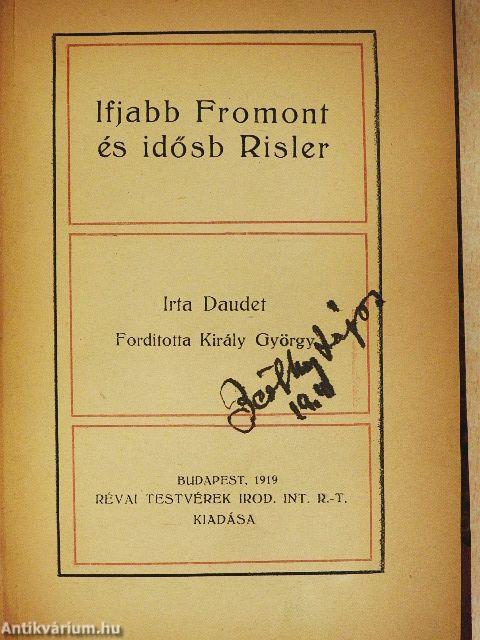 Ifjabb Fromont
és idősb Risler
Irta Daudet
Forditotta Király György
Lajos
BUDAPEST, 1919
RÉVAI TESTVÉREK IROD. INT. R.-T.
KIADÁSA
Antikvárium.hu